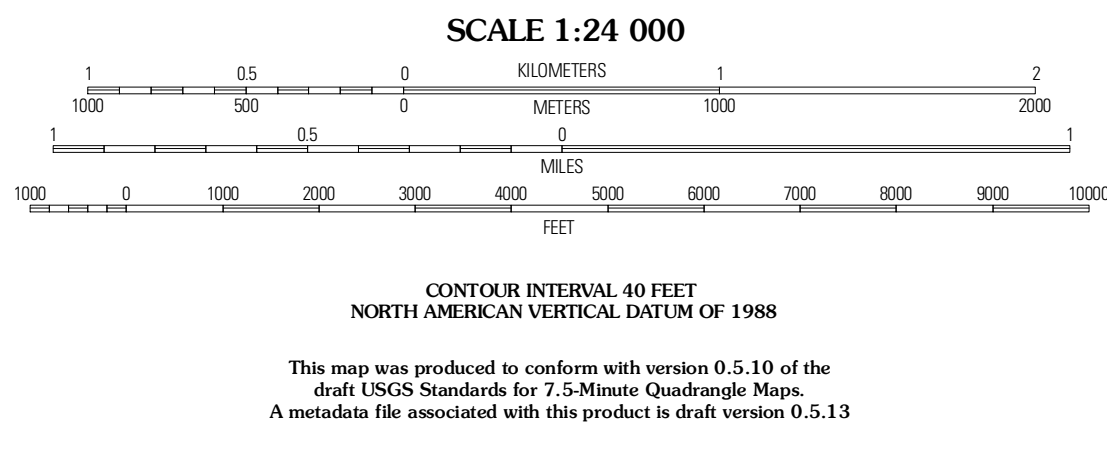 SCALE 1:24 000
1 0.5 0 KILOMETERS 1 2
1000 500 0 METERS 1000 2000
1 0.5 0 1
MILES
1000 0 1000 2000 3000 4000 5000 6000 7000 8000 9000 10000
FEET
CONTOUR INTERVAL 40 FEET
NORTH AMERICAN VERTICAL DATUM OF 1988
This map was produced to conform with version 0.5.10 of the
draft USGS Standards for 7.5-Minute Quadrangle Maps.
A metadata file associated with this product is draft version 0.5.13